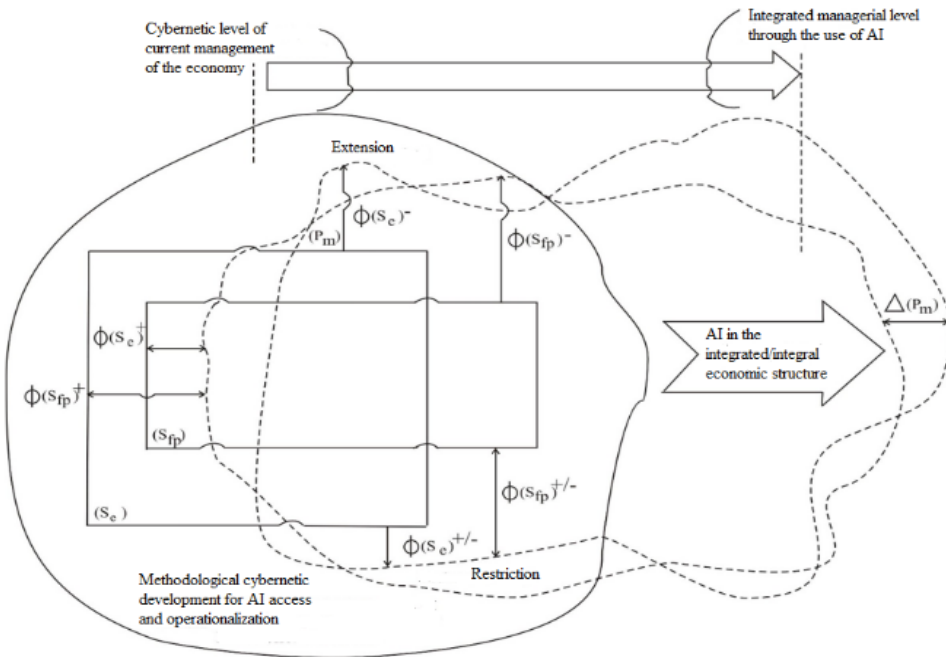 Cybernetic level of
current management
of the economy
Integrated managerial level
through the use of AI
Extension
ϕ(Se)-
(Pm)
ϕ(Sfp)-
Δ(Pm)
ϕ(Se)+
AI in the
integrated/integral
economic structure
ϕ(Sfp)+
(Sfp)
ϕ(Sfp)+/-
(Se)
ϕ(Se)+/-
Restriction
Methodological cybernetic
development for AI access
and operationalization